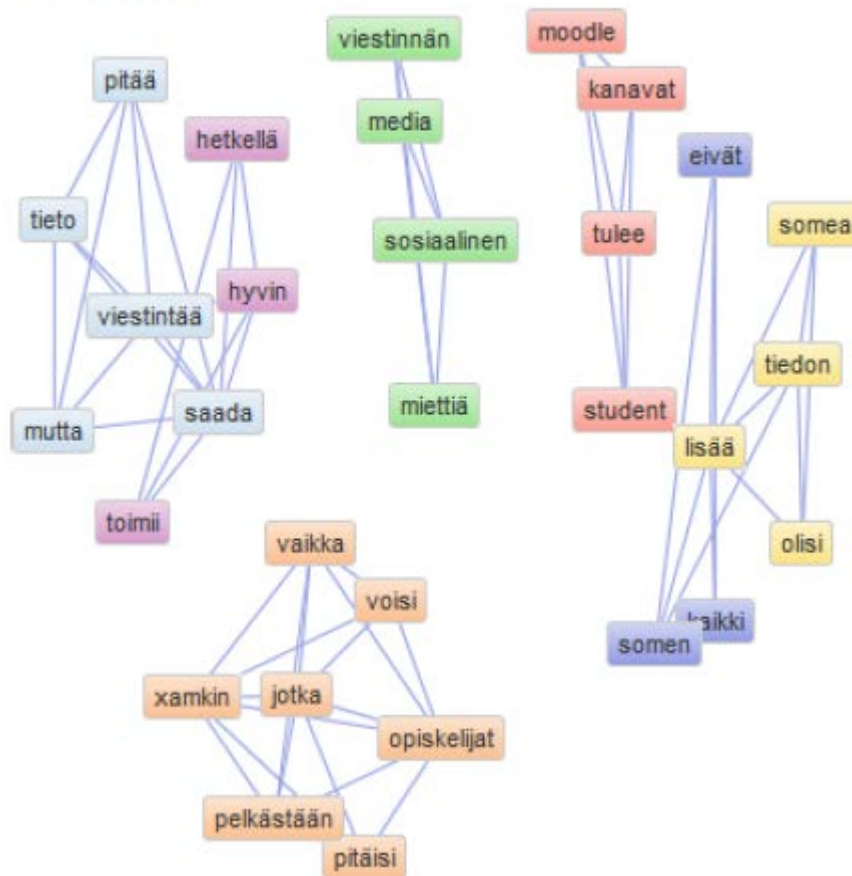 pitää
hetkellä
tieto
hyvin
viestintää
mutta
saada
toimii
viestinnän
media
sosiaalinen
miettiä
moodle
kanavat
tulee
student
eivät
somea
tiedon
lisää
olisi
kaikki
somen
vaikka
voisi
xamkin
jotka
opiskelijat
pelkästään
pitäisi